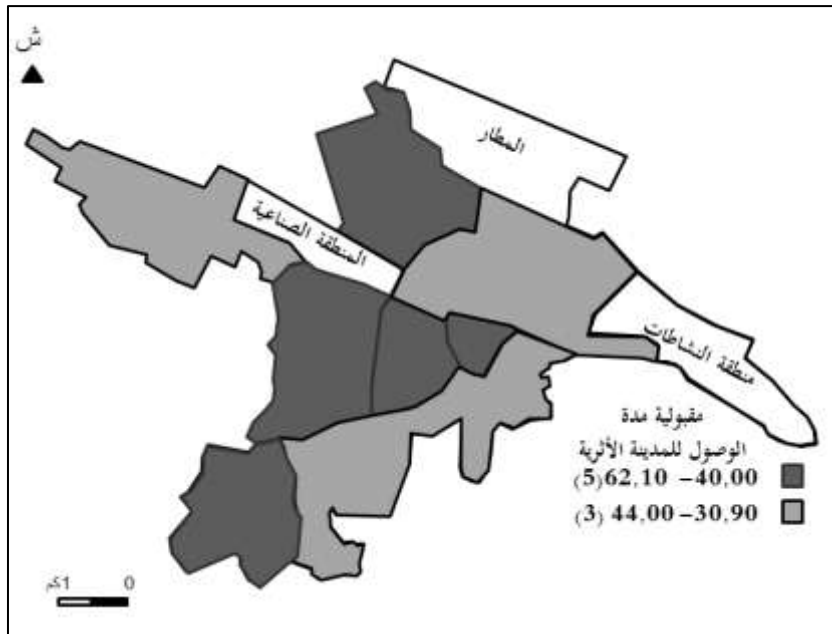 ش
المطار
المنطقة الصناعية
منطقة النشاطات
مقبولية مدة
الوصول للمدينة الأثرية
40,00– 62,10(5)
30,90–44,00 (3)
0 1كم